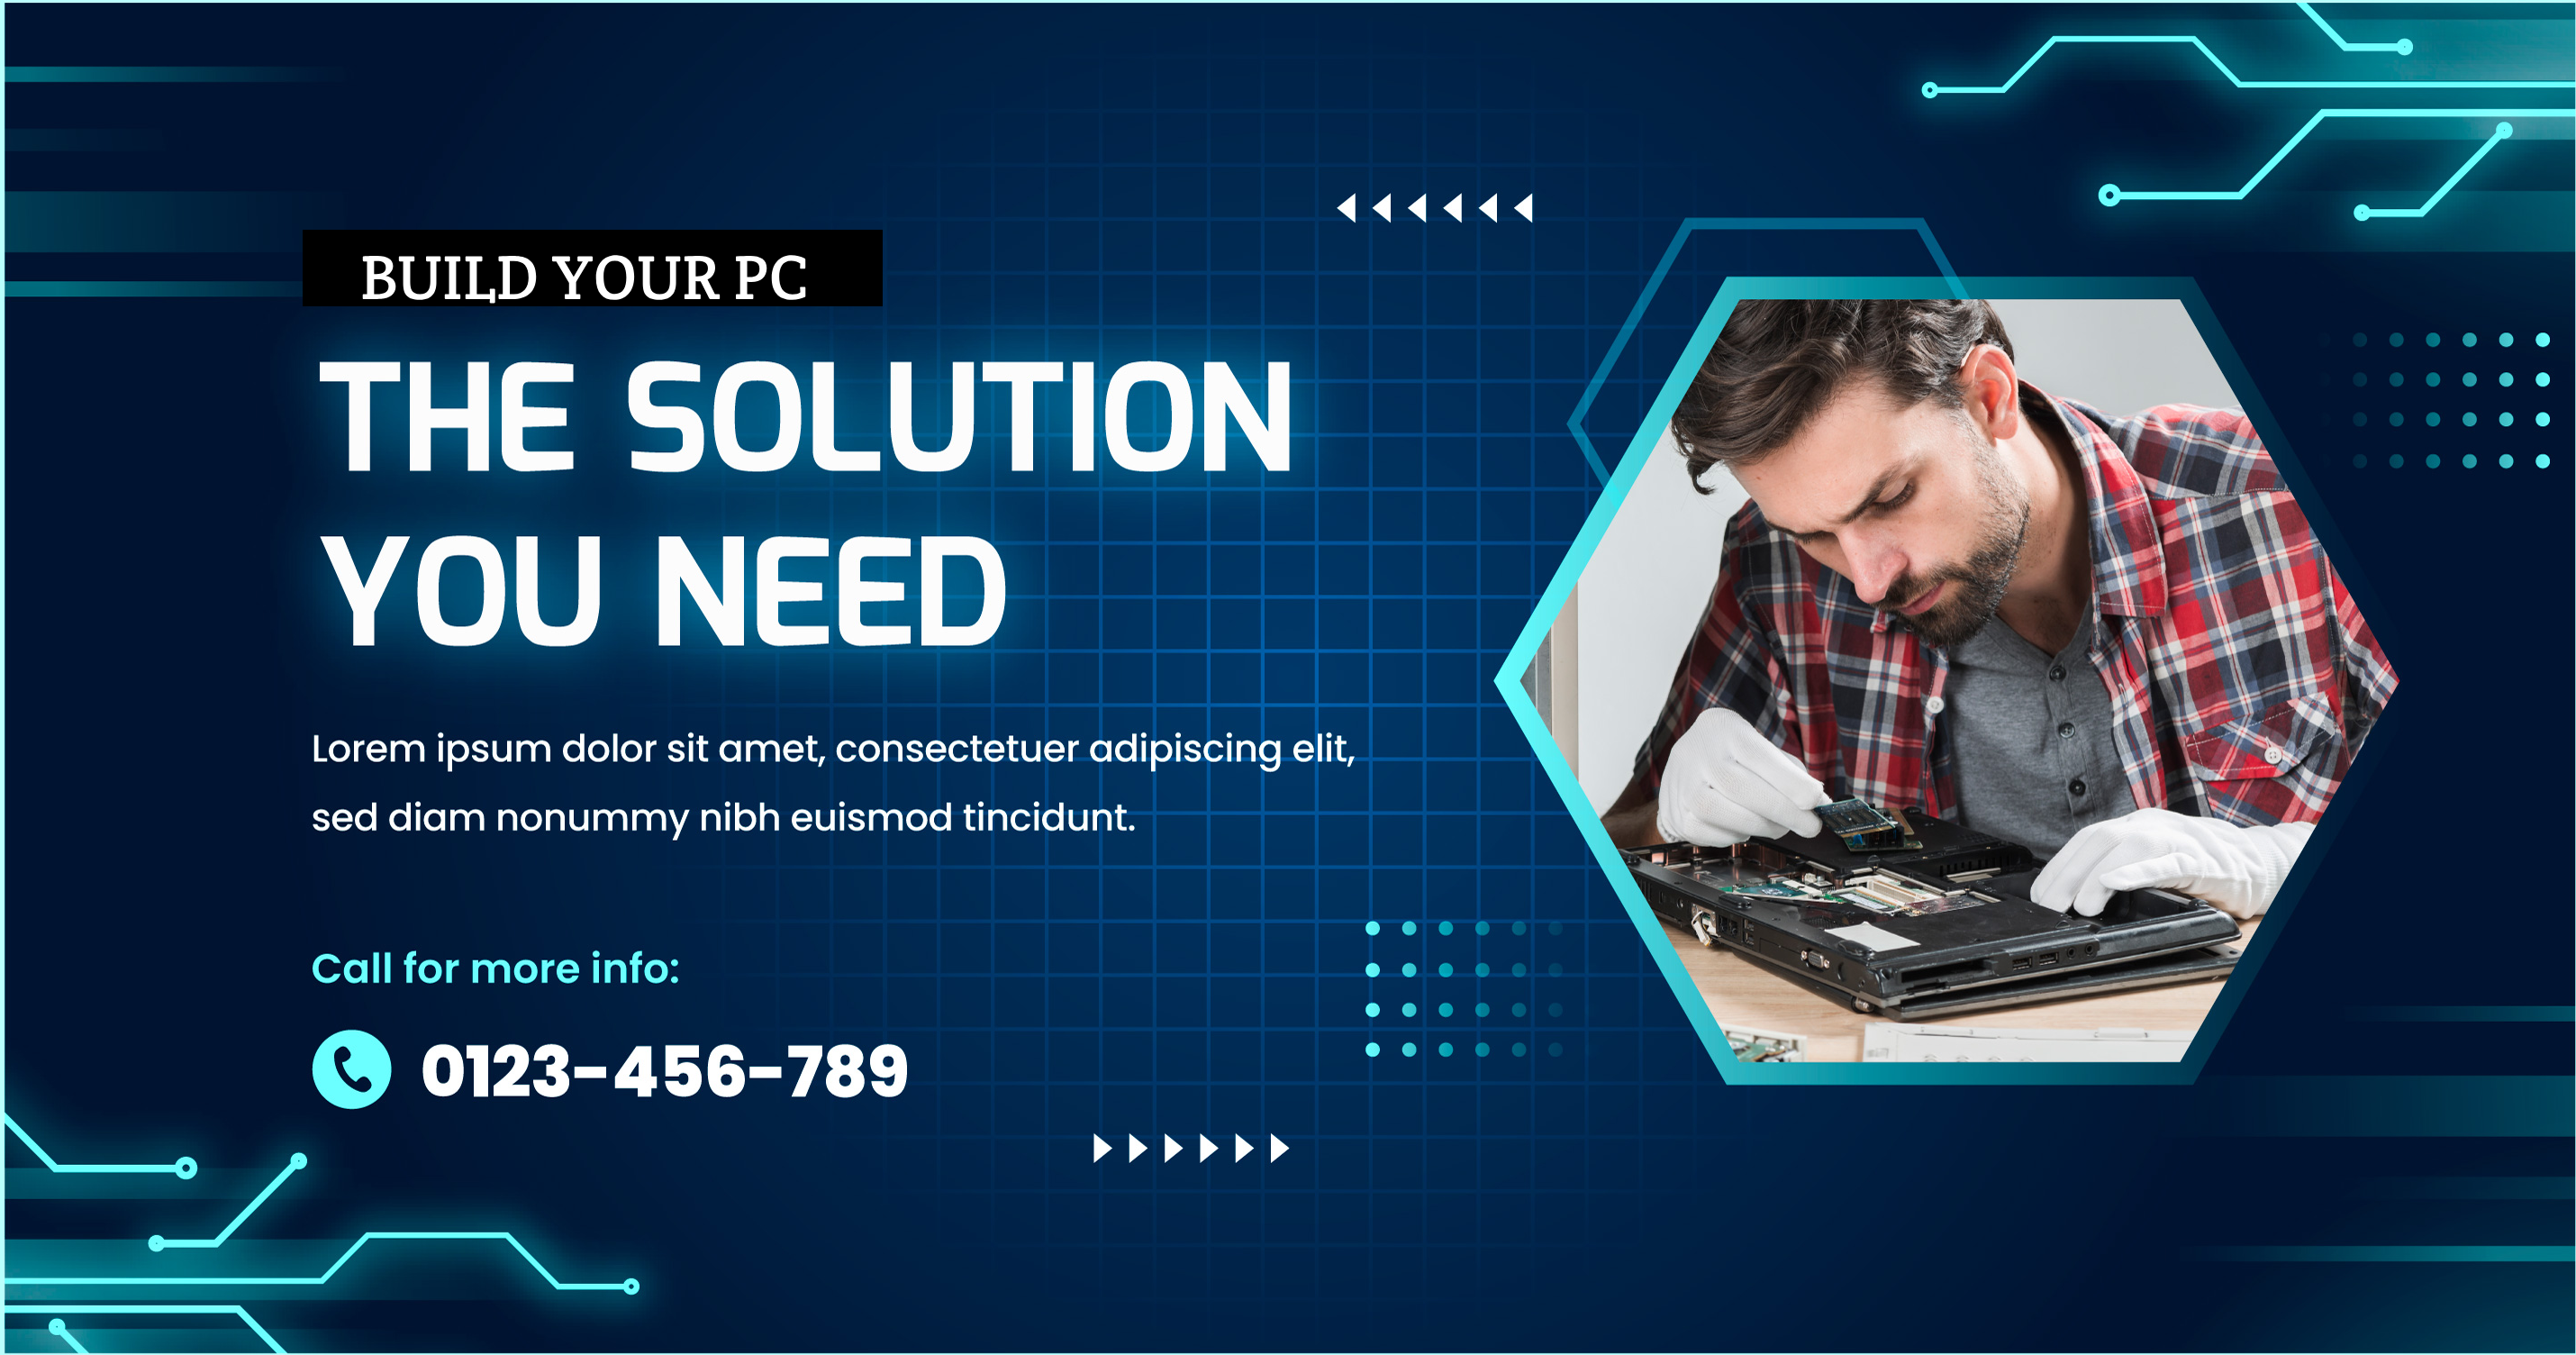 BUILD YOUR PC
THE SOLUTION
YOU NEED
Lorem ipsum dolor sit amet, consectetuer adipiscing elit,
sed diam nonummy nibh euismod tincidunt.
Call for more info:
0123-456-789